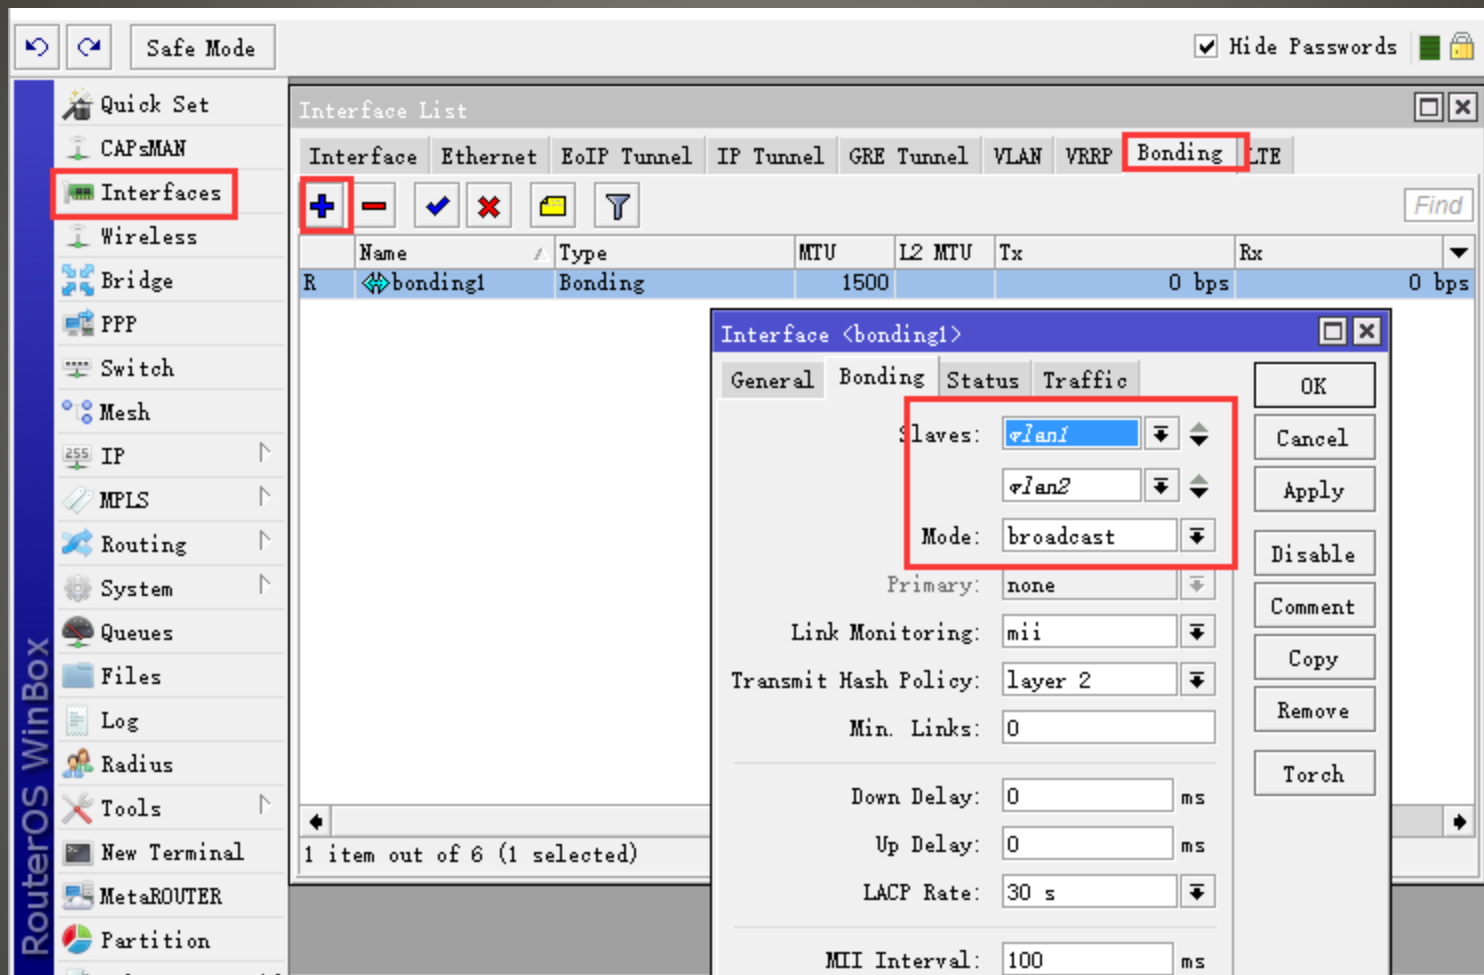 Safe Mode
Hide Passwords
RouterOS WinBox
Quick Set
CAPsMAN
Interfaces
Wireless
Bridge
PPP
Switch
Mesh
255 IP
MPLS
Routing
System
Queues
Files
Log
Radius
Tools
New Terminal
MetaROUTER
Partition
Interface List
Interface Ethernet EoIP Tunnel IP Tunnel GRE Tunnel VLAN VRRP Bonding LTE
Find
Name Type MTU L2 MTU Tx Rx
R bonding1 Bonding 1500 0 bps 0 bps
1 item out of 6 (1 selected)
Interface <bonding1>
General Bonding Status Traffic
Slaves: vlan1
vlan2
Mode: broadcast
Primary: none
Link Monitoring: mii
Transmit Hash Policy: layer 2
Min. Links: 0
Down Delay: 0 ms
Up Delay: 0 ms
LACP Rate: 30 s
MII Interval: 100 ms
OK
Cancel
Apply
Disable
Comment
Copy
Remove
Torch